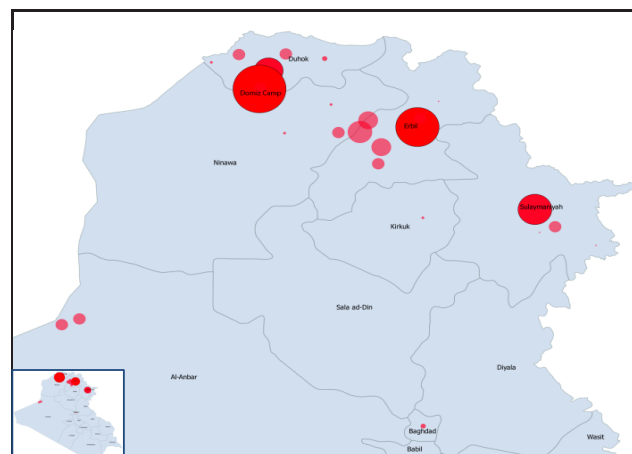 Duhok
Domiz Camp
Erbil
Ninawa
Sulaymaniyah
Kirkuk
Sala ad-Din
Diyala
Al-Anbar
Baghdad
Wasit
Babil